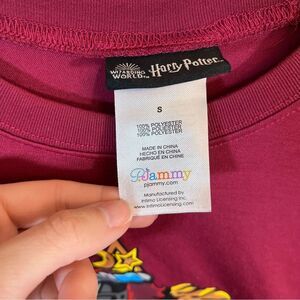 WIZARDING
WORLD
Harry Potter
S
100% POLYESTER
100% POLIÉSTER
100% POLYESTER
MADE IN CHINA
HECHO EN CHINA
FABRIQUÉ EN CHINE
PJammy
pjammy.com
Manufactured by
Intimo Licensing Inc.
IntimoLicensing.com